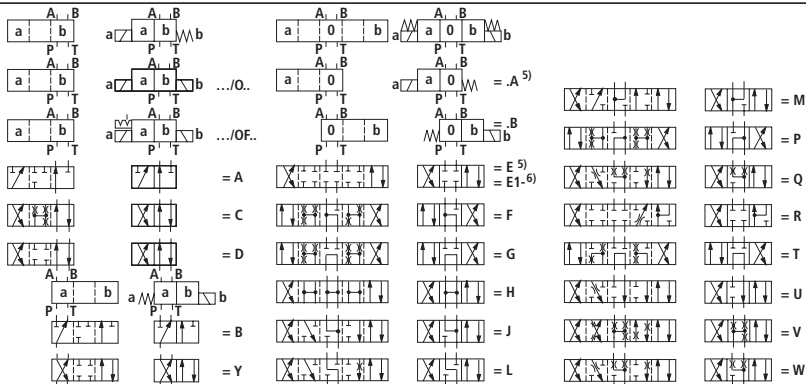 A B A B A B A B
a b a b a 0 b a a 0 b b
P T P T P T P T
A B A B A B A B
a b a a b b .../O.. a 0 a a 0 = .A 5)
P T P T P T P T
A B A B A B A B
a b a a b b .../OF.. 0 b 0 b b = .B
P T P T P T P T
= M
= P
= A = E 5)
= E1- 6) = Q
= C = F = R
= D = G = T
A B A B
a b a a b b = H = U
P T P T
= B = J = V
= Y = L = W